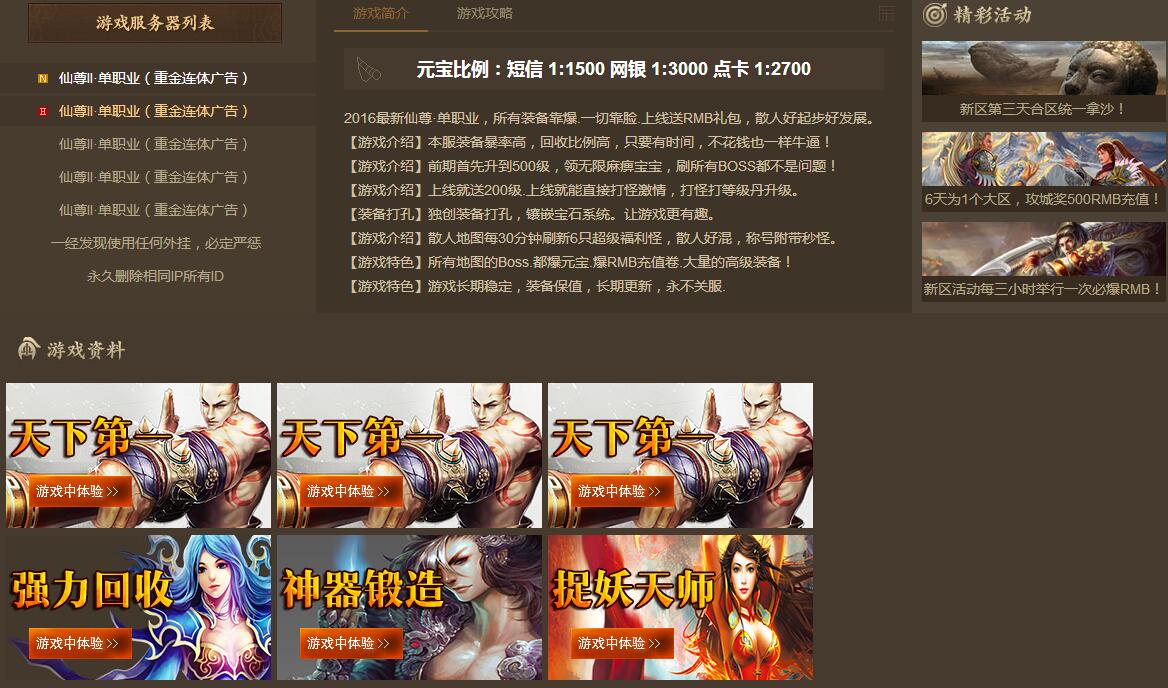 游戏服务器列表
N 仙尊II·单职业（重金连体广告）
H 仙尊II·单职业（重金连体广告）
仙尊II·单职业（重金连体广告）
仙尊II·单职业（重金连体广告）
仙尊II·单职业（重金连体广告）
一经发现使用任何外挂，必定严惩
永久删除相同IP所有ID
游戏简介 游戏攻略
元宝比例：短信 1:1500 网银 1:3000 点卡 1:2700
2016最新仙尊·单职业，所有装备靠爆.一切靠脸.上线送RMB礼包，散人好起步好发展。
【游戏介绍】本服装备暴率高，回收比例高，只要有时间，不花钱也一样牛逼！
【游戏介绍】前期首先升到500级，领无限麻痹宝宝，刷所有BOSS都不是问题！
【游戏介绍】上线就送200级.上线就能直接打怪激情，打怪打等级丹升级。
【装备打孔】独创装备打孔，镶嵌宝石系统。让游戏更有趣。
【游戏介绍】散人地图每30分钟刷新6只超级福利怪，散人好混，称号附带秒怪。
【游戏特色】所有地图的Boss.都爆元宝.爆RMB充值卷.大量的高级装备！
【游戏特色】游戏长期稳定，装备保值，长期更新，永不关服.
精彩活动
新区第三天合区统一拿沙！
6天为1个大区，攻城奖500RMB充值！
新区活动每三小时举行一次必爆RMB！
游戏资料
天下第一
游戏中体验 >>
天下第一
游戏中体验 >>
天下第一
游戏中体验 >>
强力回收
游戏中体验 >>
神器锻造
游戏中体验 >>
捉妖天师
游戏中体验 >>